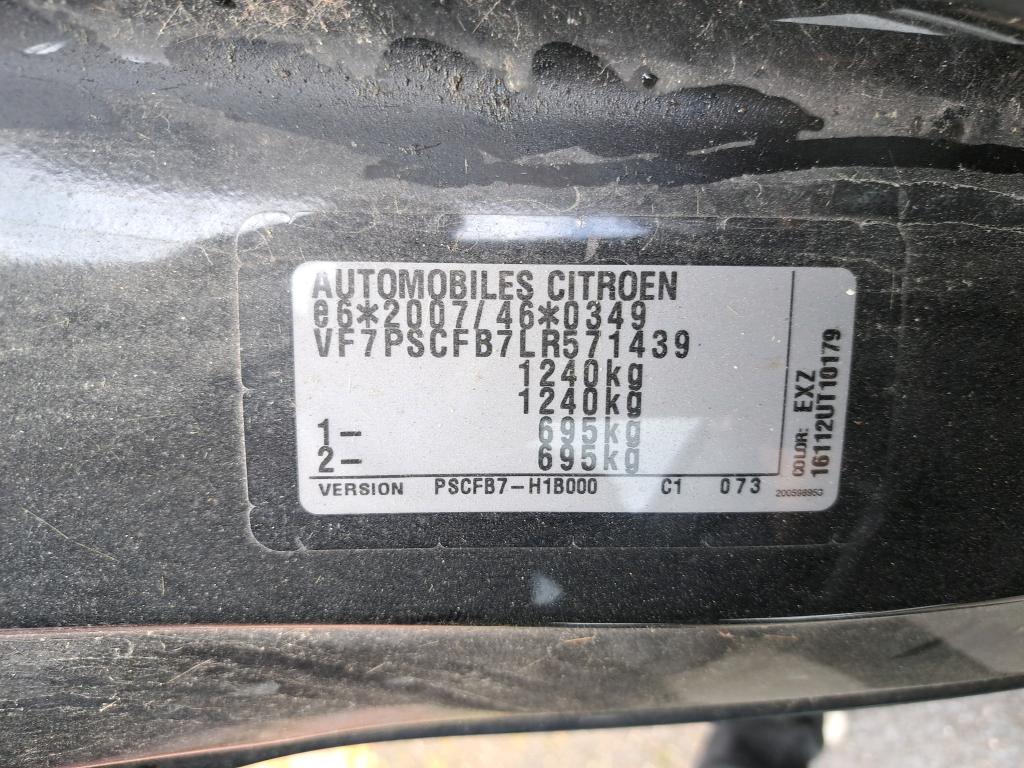 AUTOMOBILES CITROEN
e6*2007/46*0349
VF7PSCFB7LR571439
1240kg
1240kg
1- 695kg
2- 695kg
VERSION PSCFB7-H1B000 C1 073
COLOR: EXZ
16112UT10179